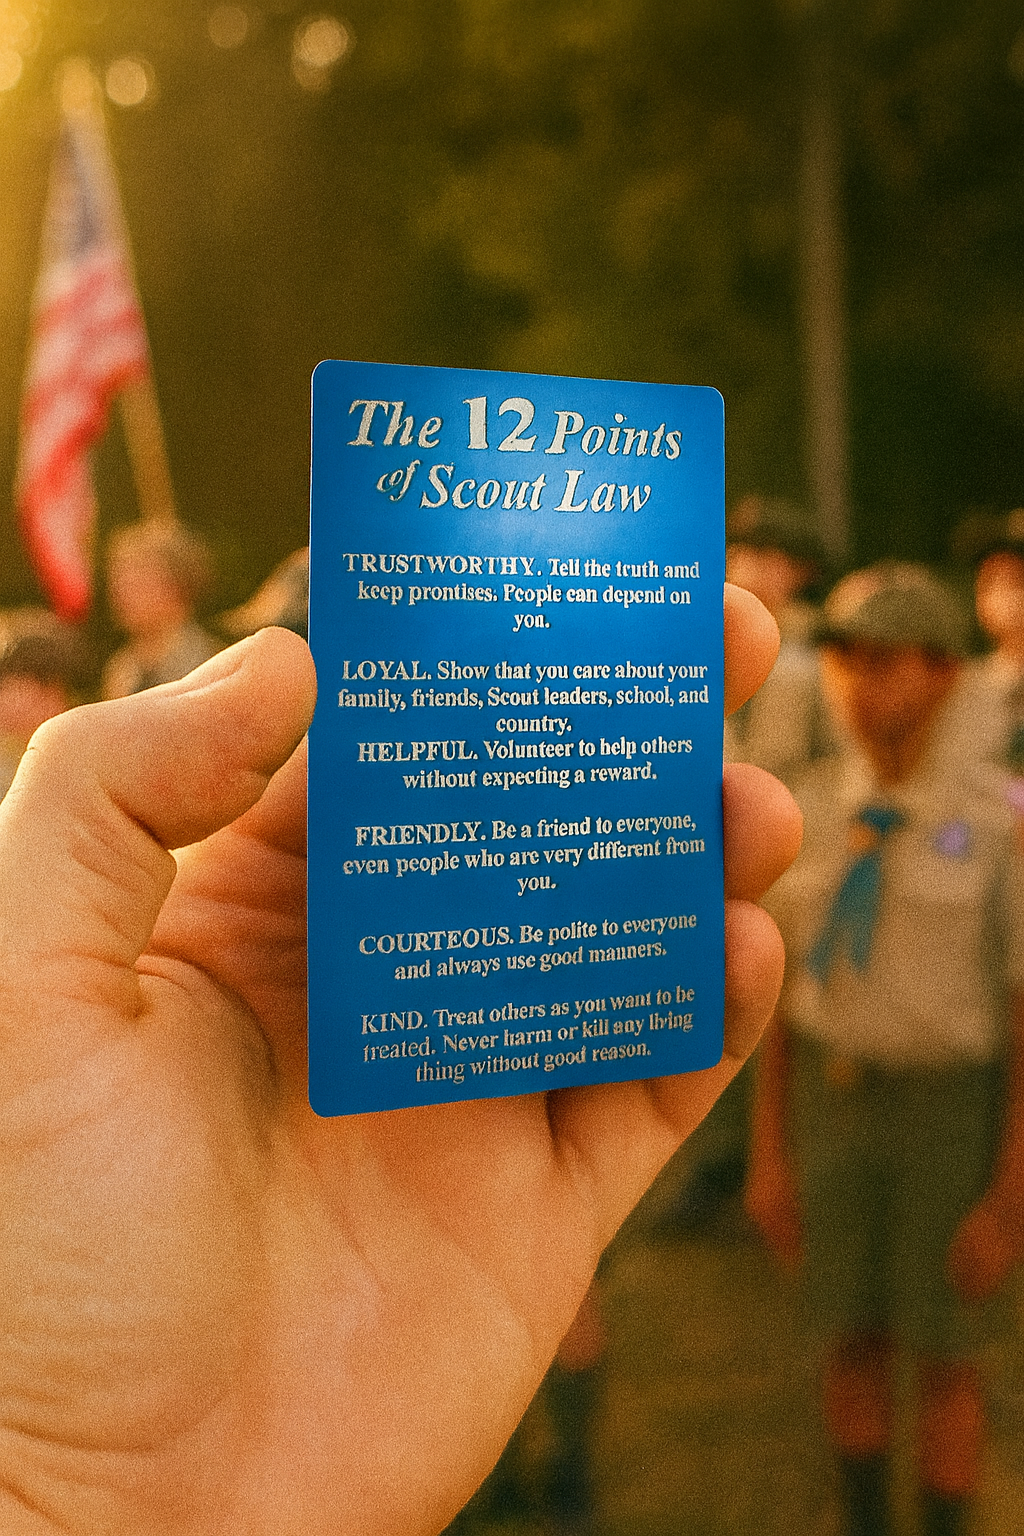 The 12 Points
of Scout Law
TRUSTWORTHY. Tell the truth amd
keep prontises. People can depend on
you.
LOYAL. Show that you care about your
family, friends, Scout leaders, school, and
country.
HELPFUL. Volunteer to help others
without expecting a reward.
FRIENDLY. Be a friend to everyone,
even people who are very different from
you.
COURTEOUS. Be polite to everyone
and always use good manners.
KIND. Treat others as you want to be
treated. Never harm or kill any living
thing without good reason.